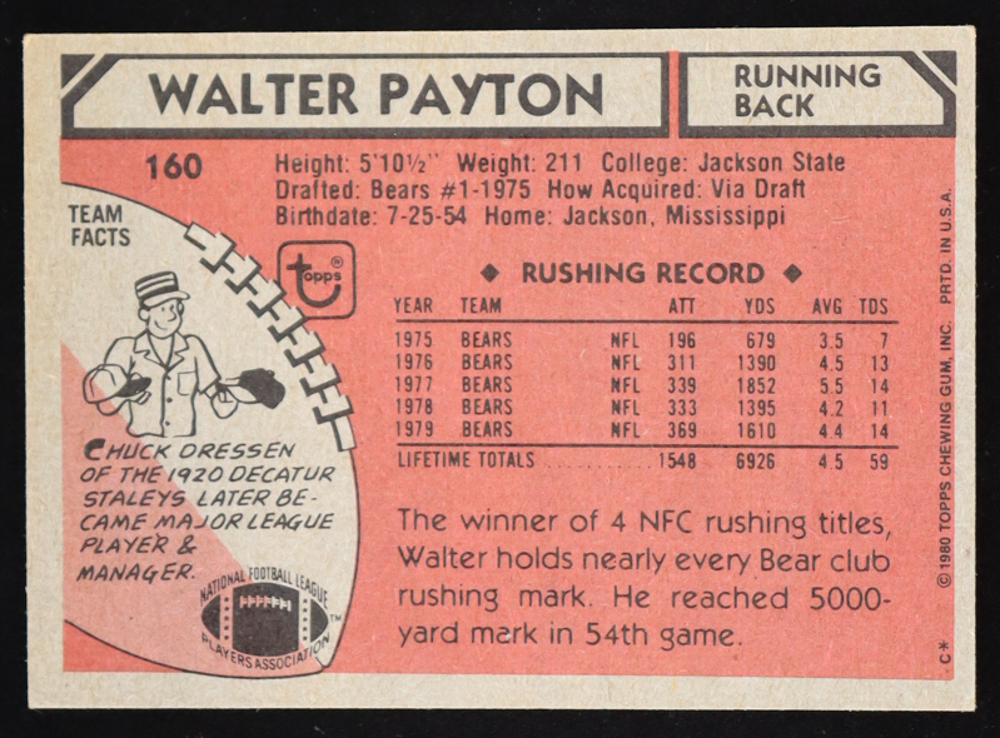 WALTER PAYTON
RUNNING
BACK
160
Height: 5'10½" Weight: 211 College: Jackson State
Drafted: Bears #1-1975 How Acquired: Via Draft
Birthdate: 7-25-54 Home: Jackson, Mississippi
TEAM
FACTS
topps®
CHUCK DRESSEN
OF THE 1920 DECATUR
STALEYS LATER BE-
CAME MAJOR LEAGUE
PLAYER &
MANAGER.
NATIONAL FOOTBALL LEAGUE
PLAYERS ASSOCIATION™
◆ RUSHING RECORD ◆
YEAR TEAM ATT YDS AVG TDS
1975 BEARS NFL 196 679 3.5 7
1976 BEARS NFL 311 1390 4.5 13
1977 BEARS NFL 339 1852 5.5 14
1978 BEARS NFL 333 1395 4.2 11
1979 BEARS NFL 369 1610 4.4 14
LIFETIME TOTALS ............ 1548 6926 4.5 59
The winner of 4 NFC rushing titles,
Walter holds nearly every Bear club
rushing mark. He reached 5000-
yard mark in 54th game.
© 1980 TOPPS CHEWING GUM, INC. PRTD. IN U.S.A.
C*